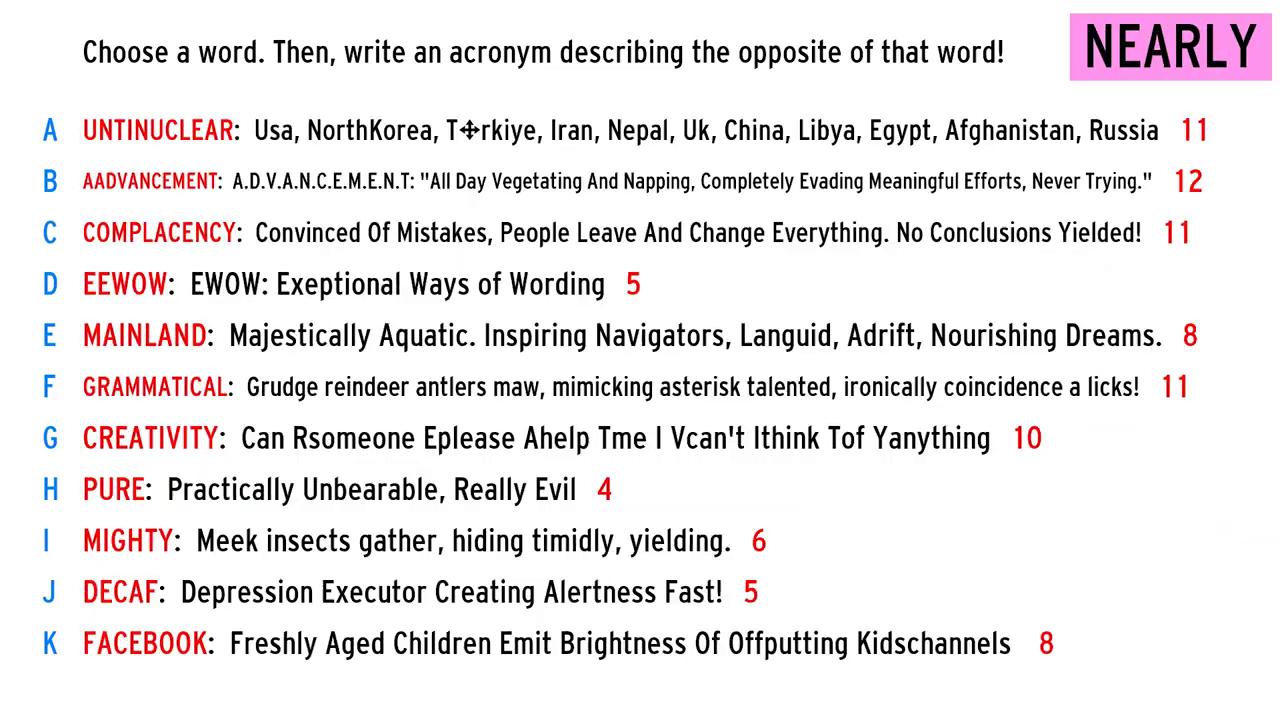 Choose a word. Then, write an acronym describing the opposite of that word!
NEARLY
A UNTINUCLEAR: Usa, NorthKorea, T✥rkiye, Iran, Nepal, Uk, China, Libya, Egypt, Afghanistan, Russia 11
B AADVANCEMENT: A.D.V.A.N.C.E.M.E.N.T: "All Day Vegetating And Napping, Completely Evading Meaningful Efforts, Never Trying." 12
C COMPLACENCY: Convinced Of Mistakes, People Leave And Change Everything. No Conclusions Yielded! 11
D EEWOW: EWOW: Exeptional Ways of Wording 5
E MAINLAND: Majestically Aquatic. Inspiring Navigators, Languid, Adrift, Nourishing Dreams. 8
F GRAMMATICAL: Grudge reindeer antlers maw, mimicking asterisk talented, ironically coincidence a licks! 11
G CREATIVITY: Can Rsomeone Eplease Ahelp Tme I Vcan't Ithink Tof Yanything 10
H PURE: Practically Unbearable, Really Evil 4
I MIGHTY: Meek insects gather, hiding timidly, yielding. 6
J DECAF: Depression Executor Creating Alertness Fast! 5
K FACEBOOK: Freshly Aged Children Emit Brightness Of Offputting Kidschannels 8